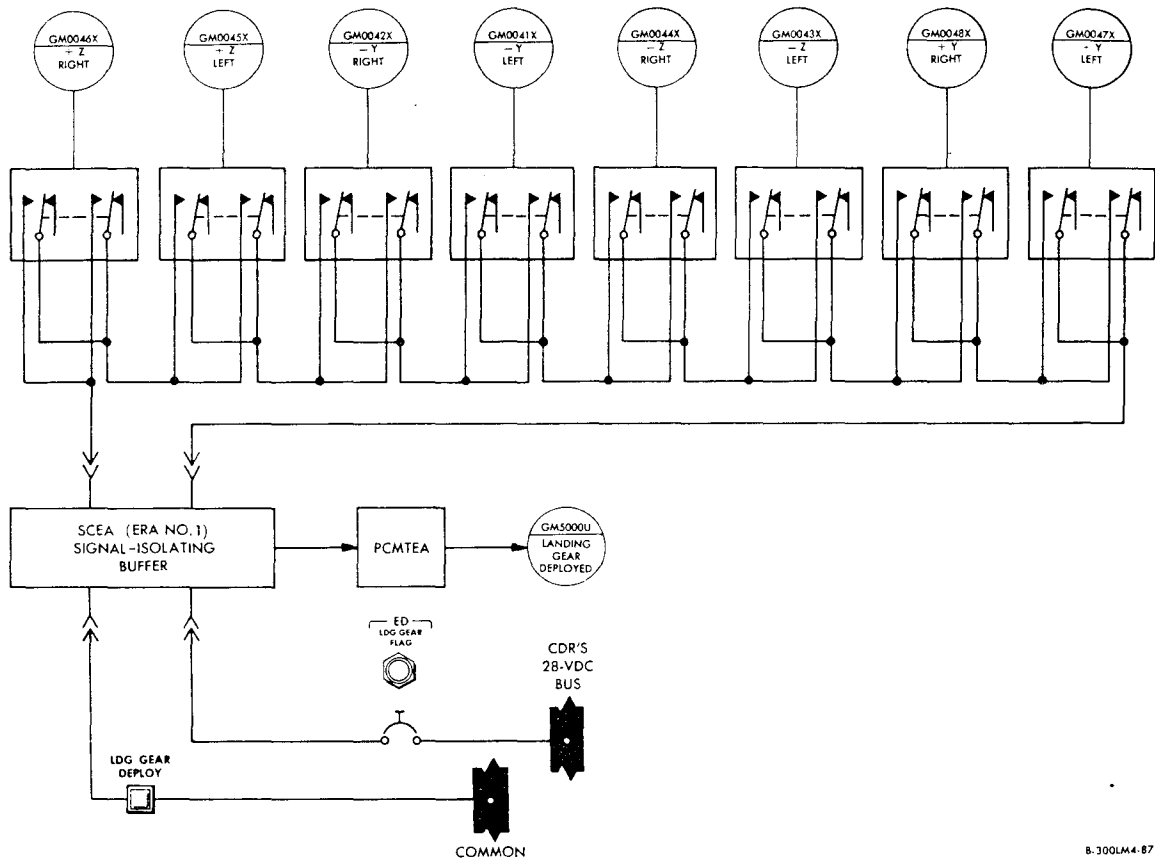 GM0046X
+ Z
RIGHT
GM0045X
+ Z
LEFT
GM0042X
– Y
RIGHT
GM0041X
– Y
LEFT
GM0044X
– Z
RIGHT
GM0043X
– Z
LEFT
GM0048X
+ Y
RIGHT
GM0047X
+ Y
LEFT
SCEA (ERA NO. 1)
SIGNAL-ISOLATING
BUFFER
PCMTEA
GM5000U
LANDING
GEAR
DEPLOYED
ED
LDG GEAR
FLAG
CDR'S
28-VDC
BUS
LDG GEAR
DEPLOY
COMMON
B-300LM4-87